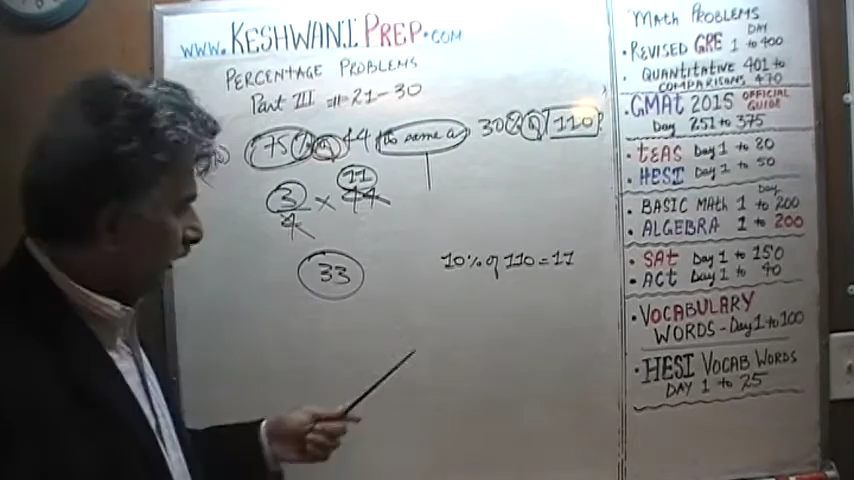 www.KESHWANIPREP.COM
PERCENTAGE PROBLEMS
Part III #21-30
75% of 44 is same as 30% of 110?
3/4 × 44
11
33
10% of 110 = 11
MATH PROBLEMS
• REVISED GRE DAY 1 to 400
• QUANTITATIVE COMPARISONS 401 to 470
• GMAT 2015 OFFICIAL GUIDE
Day 251 to 375
• TEAS Day 1 to 20
• HESI Day 1 to 50
Day
• BASIC MATH 1 to 200
• ALGEBRA 1 to 200
• SAT Day 1 to 150
• ACT Day 1 to 40
• VOCABULARY
WORDS - Day 1 to 100
• HESI VOCAB WORDS
DAY 1 to 25